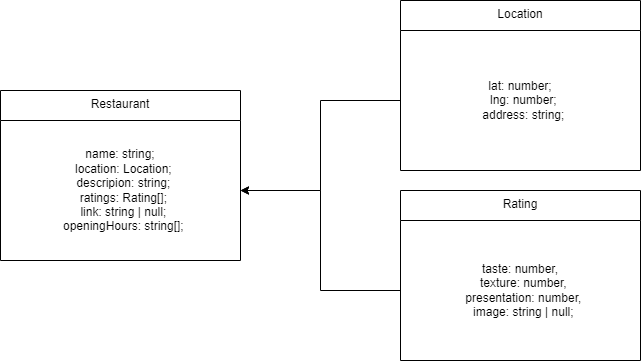 Restaurant
name: string;
location: Location;
descripion: string;
ratings: Rating[];
link: string | null;
openingHours: string[];
Location
lat: number;
lng: number;
address: string;
Rating
taste: number,
texture: number,
presentation: number,
image: string | null;